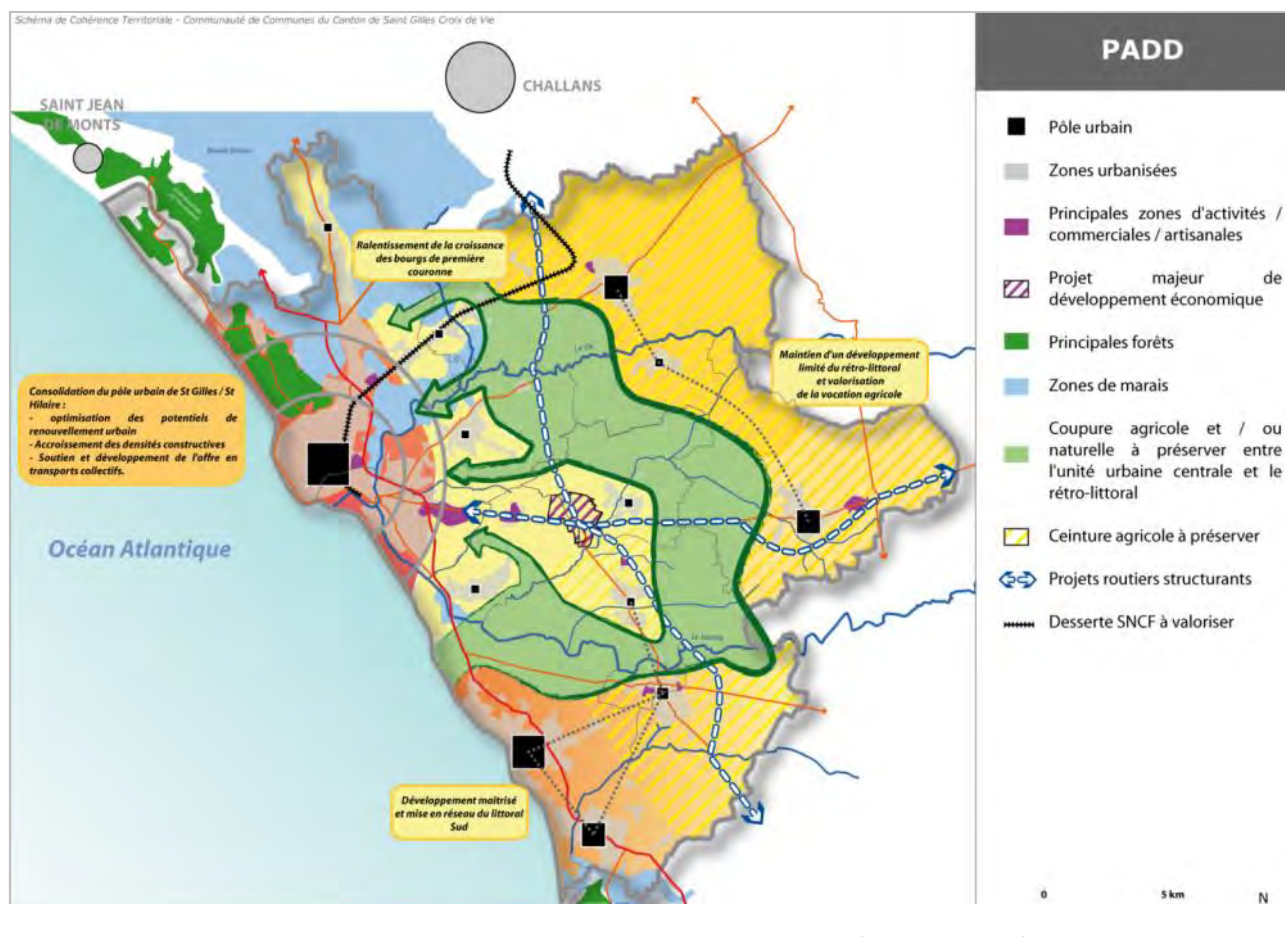 Schéma de Cohérence Territoriale - Communauté de Communes du Canton de Saint Gilles Croix de Vie
CHALLANS
SAINT JEAN
DE MONTS
Ralentissement de la croissance
des bourgs de première
couronne
Maintien d'un développement
limité du rétro-littoral
et valorisation
de la vocation agricole
Consolidation du pôle urbain de St Gilles / St
Hilaire :
- optimisation des potentiels de
renouvellement urbain
- Accroissement des densités constructives
- Soutien et développement de l'offre en
transports collectifs.
Océan Atlantique
Développement maîtrisé
et mise en réseau du littoral
Sud
La Vie
PADD
Pôle urbain
Zones urbanisées
Principales zones d'activités /
commerciales / artisanales
Projet majeur de
développement économique
Principales forêts
Zones de marais
Coupure agricole et / ou
naturelle à préserver entre
l'unité urbaine centrale et le
rétro-littoral
Ceinture agricole à préserver
Projets routiers structurants
Desserte SNCF à valoriser
0 5 km N